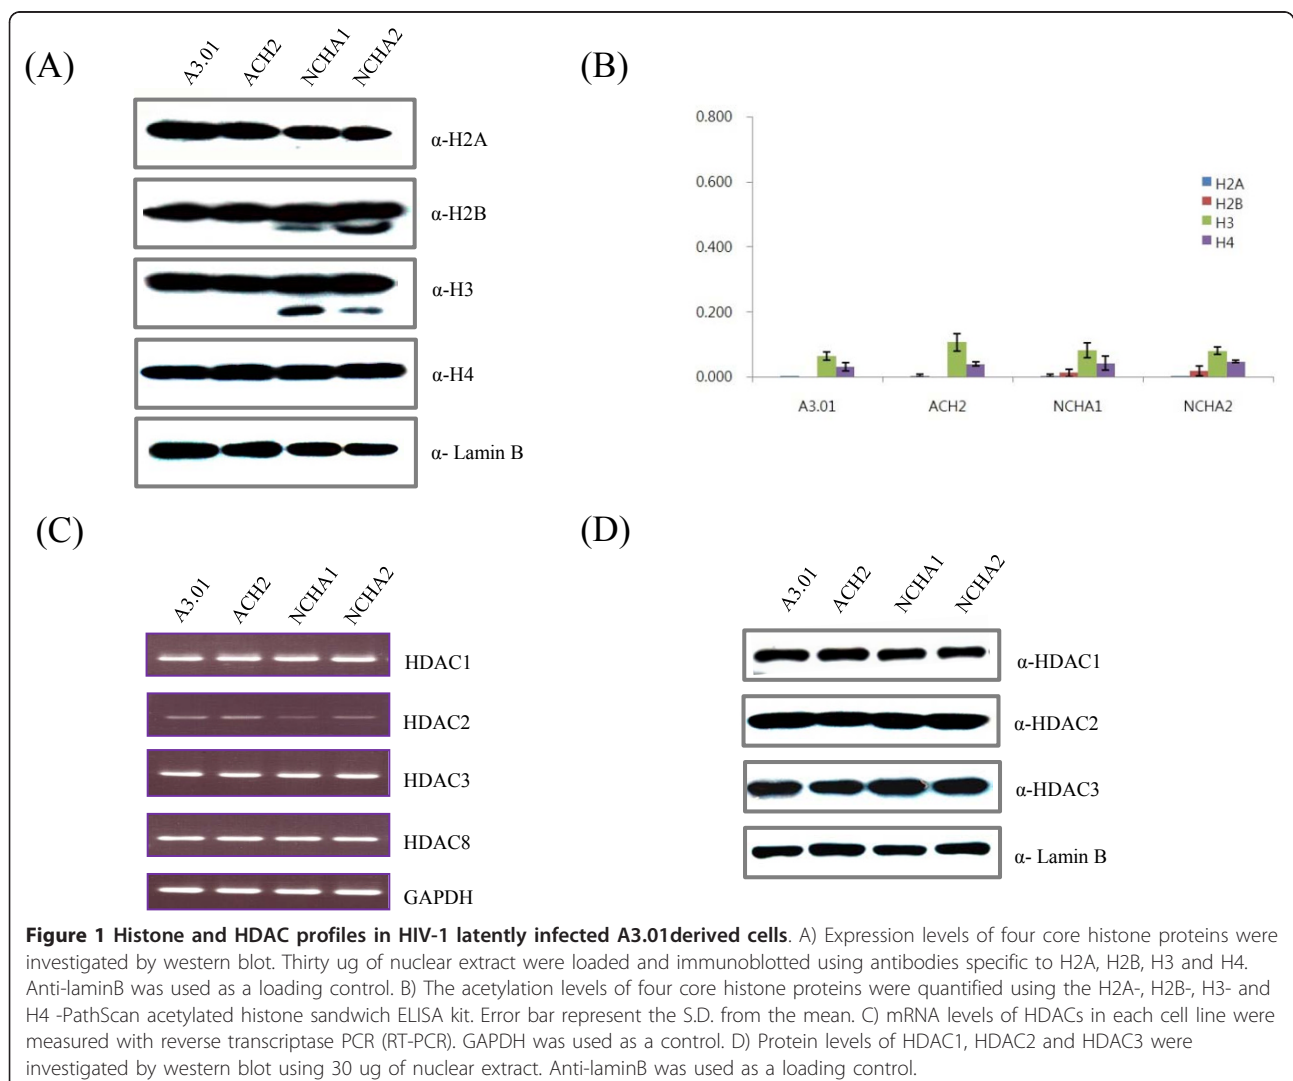 (A)
A3.01 ACH2 NCHA1 NCHA2
α-H2A
α-H2B
α-H3
α-H4
α- Lamin B
(B)
0.800
0.600
0.400
0.200
0.000
H2A
H2B
H3
H4
A3.01 ACH2 NCHA1 NCHA2
(C)
A3.01 ACH2 NCHA1 NCHA2
HDAC1
HDAC2
HDAC3
HDAC8
GAPDH
(D)
A3.01 ACH2 NCHA1 NCHA2
α-HDAC1
α-HDAC2
α-HDAC3
α- Lamin B
Figure 1 Histone and HDAC profiles in HIV-1 latently infected A3.01derived cells. A) Expression levels of four core histone proteins were
investigated by western blot. Thirty ug of nuclear extract were loaded and immunoblotted using antibodies specific to H2A, H2B, H3 and H4.
Anti-laminB was used as a loading control. B) The acetylation levels of four core histone proteins were quantified using the H2A-, H2B-, H3- and
H4 -PathScan acetylated histone sandwich ELISA kit. Error bar represent the S.D. from the mean. C) mRNA levels of HDACs in each cell line were
measured with reverse transcriptase PCR (RT-PCR). GAPDH was used as a control. D) Protein levels of HDAC1, HDAC2 and HDAC3 were
investigated by western blot using 30 ug of nuclear extract. Anti-laminB was used as a loading control.